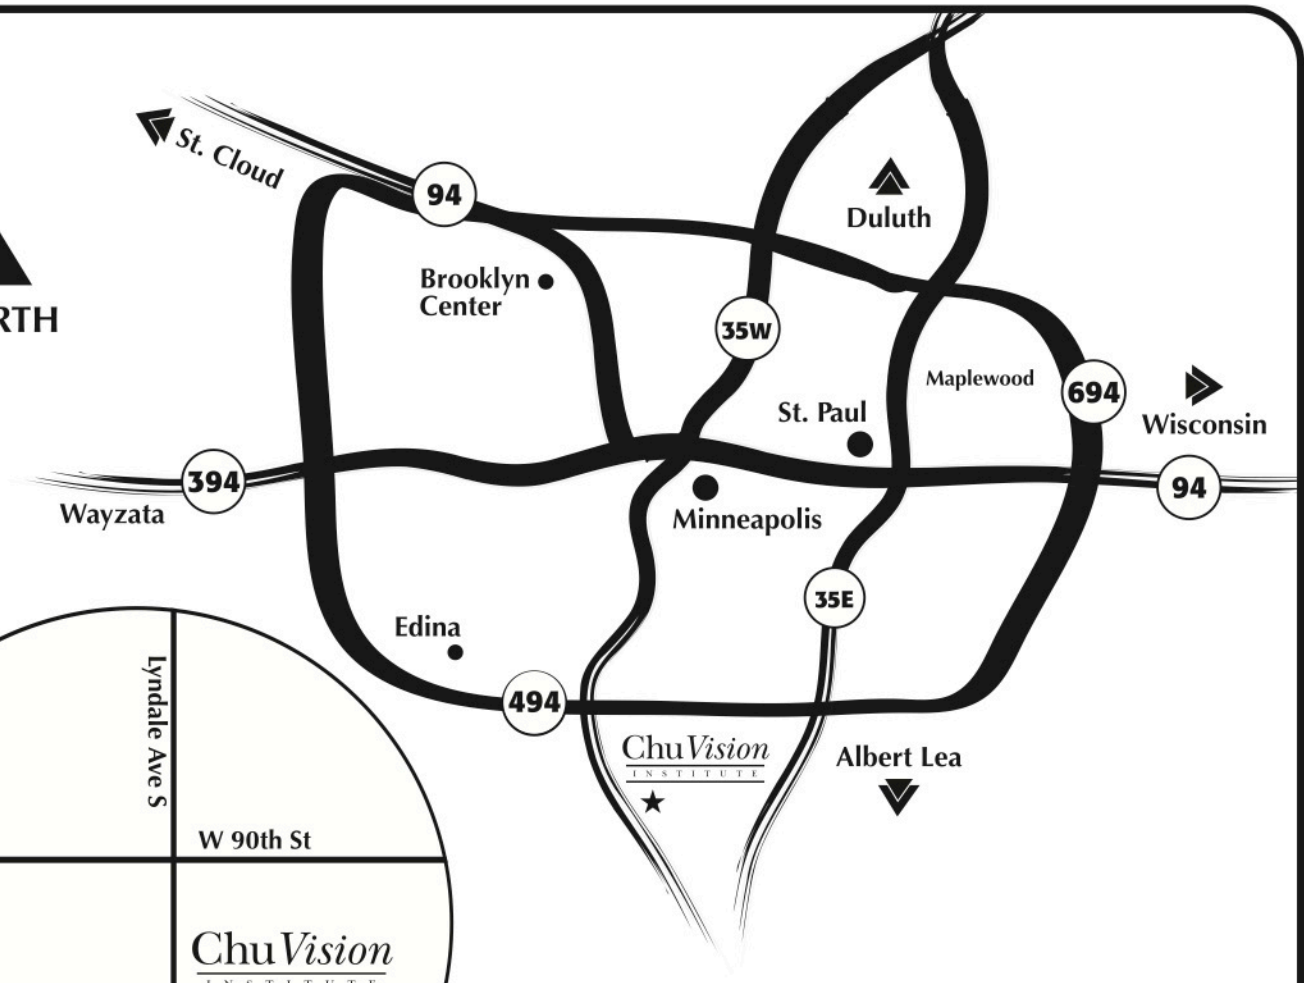 St. Cloud
94
Duluth
Brooklyn
Center
RTH
35W
Maplewood
694
St. Paul
Wisconsin
394
94
Wayzata
Minneapolis
35E
Edina
494
Lyndale Ave S
ChuVision
INSTITUTE
Albert Lea
W 90th St
ChuVision
INSTITUTE